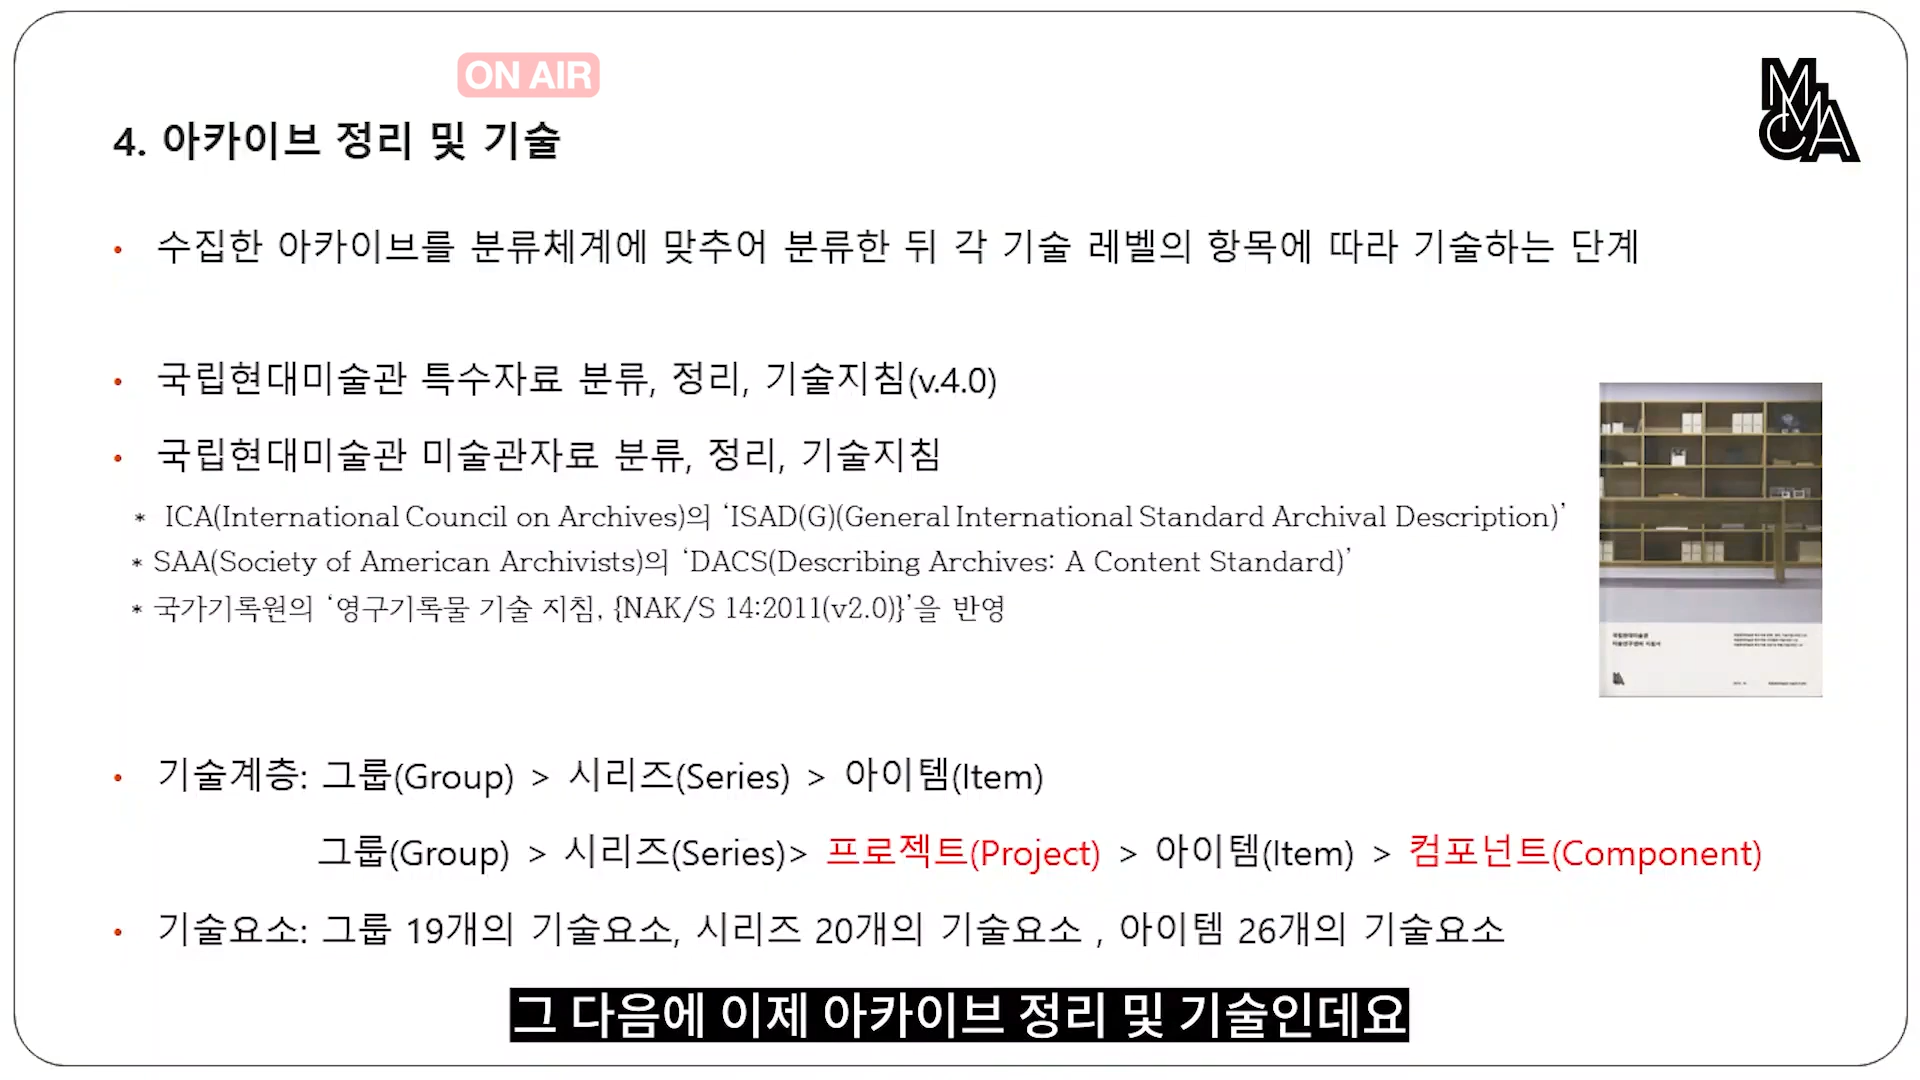 ON AIR
MMCA
4. 아카이브 정리 및 기술
• 수집한 아카이브를 분류체계에 맞추어 분류한 뒤 각 기술 레벨의 항목에 따라 기술하는 단계
• 국립현대미술관 특수자료 분류, 정리, 기술지침(v.4.0)
• 국립현대미술관 미술관자료 분류, 정리, 기술지침
* ICA(International Council on Archives)의 ‘ISAD(G)(General International Standard Archival Description)’
* SAA(Society of American Archivists)의 ‘DACS(Describing Archives: A Content Standard)’
* 국가기록원의 ‘영구기록물 기술 지침, {NAK/S 14:2011(v2.0)}’을 반영
국립현대미술관
• 기술계층: 그룹(Group) > 시리즈(Series) > 아이템(Item)
그룹(Group) > 시리즈(Series)> 프로젝트(Project) > 아이템(Item) > 컴포넌트(Component)
• 기술요소: 그룹 19개의 기술요소, 시리즈 20개의 기술요소 , 아이템 26개의 기술요소
그 다음에 이제 아카이브 정리 및 기술인데요